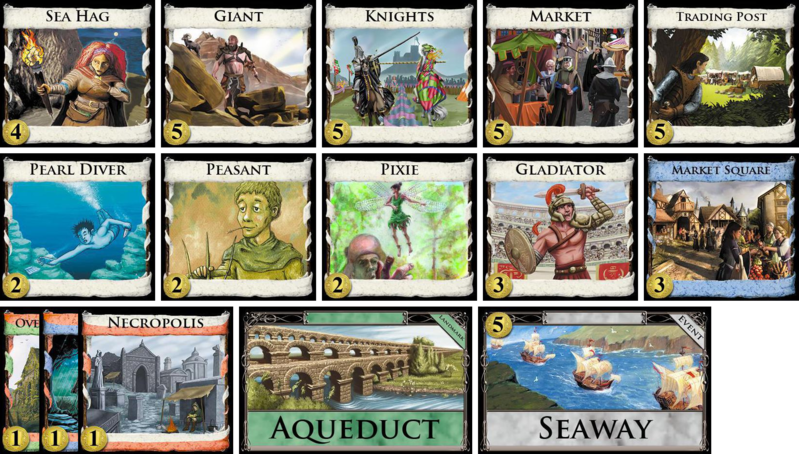 SEA HAG
4
GIANT
5
KNIGHTS
5
MARKET
5
TRADING POST
5
PEARL DIVER
2
PEASANT
2
PIXIE
2
GLADIATOR
3
MARKET SQUARE
3
OVE
1
1
NECROPOLIS
1
LANDMARK
AQUEDUCT
5
EVENT
SEAWAY